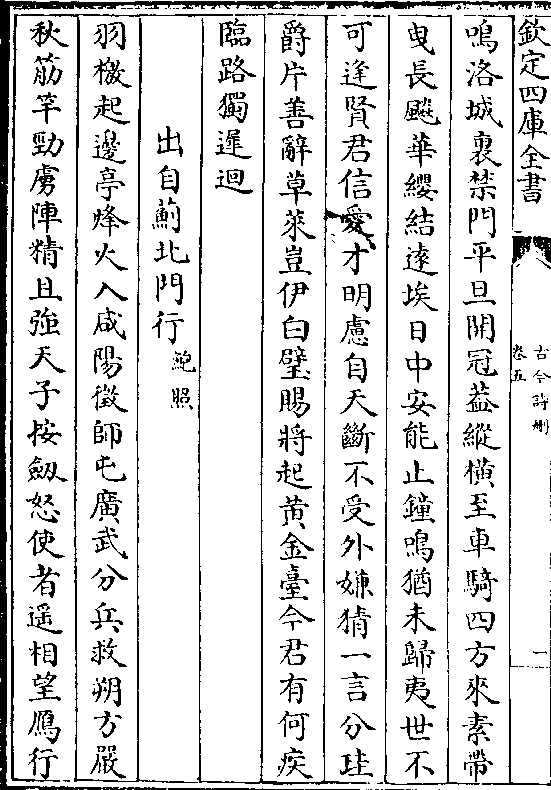 欽定四庫全書
古今詩刪
卷五
一
鳴洛城裏禁門平旦開冠葢縱横至車騎四方來素帶
曳長飈華纓結遠埃日中安能止鐘鳴猶未歸夷世不
可逢賢君信愛才明慮自天斷不受外嫌猜一言分珪
爵片善辭草萊豈伊白璧賜將起黄金臺今君有何疾
臨路獨遲迴
出自薊北門行鮑照
羽檄起邊亭烽火入咸陽徵師屯廣武分兵救朔方嚴
秋筋竿勁虜陣精且強天子按劒怒使者遥相望鴈行